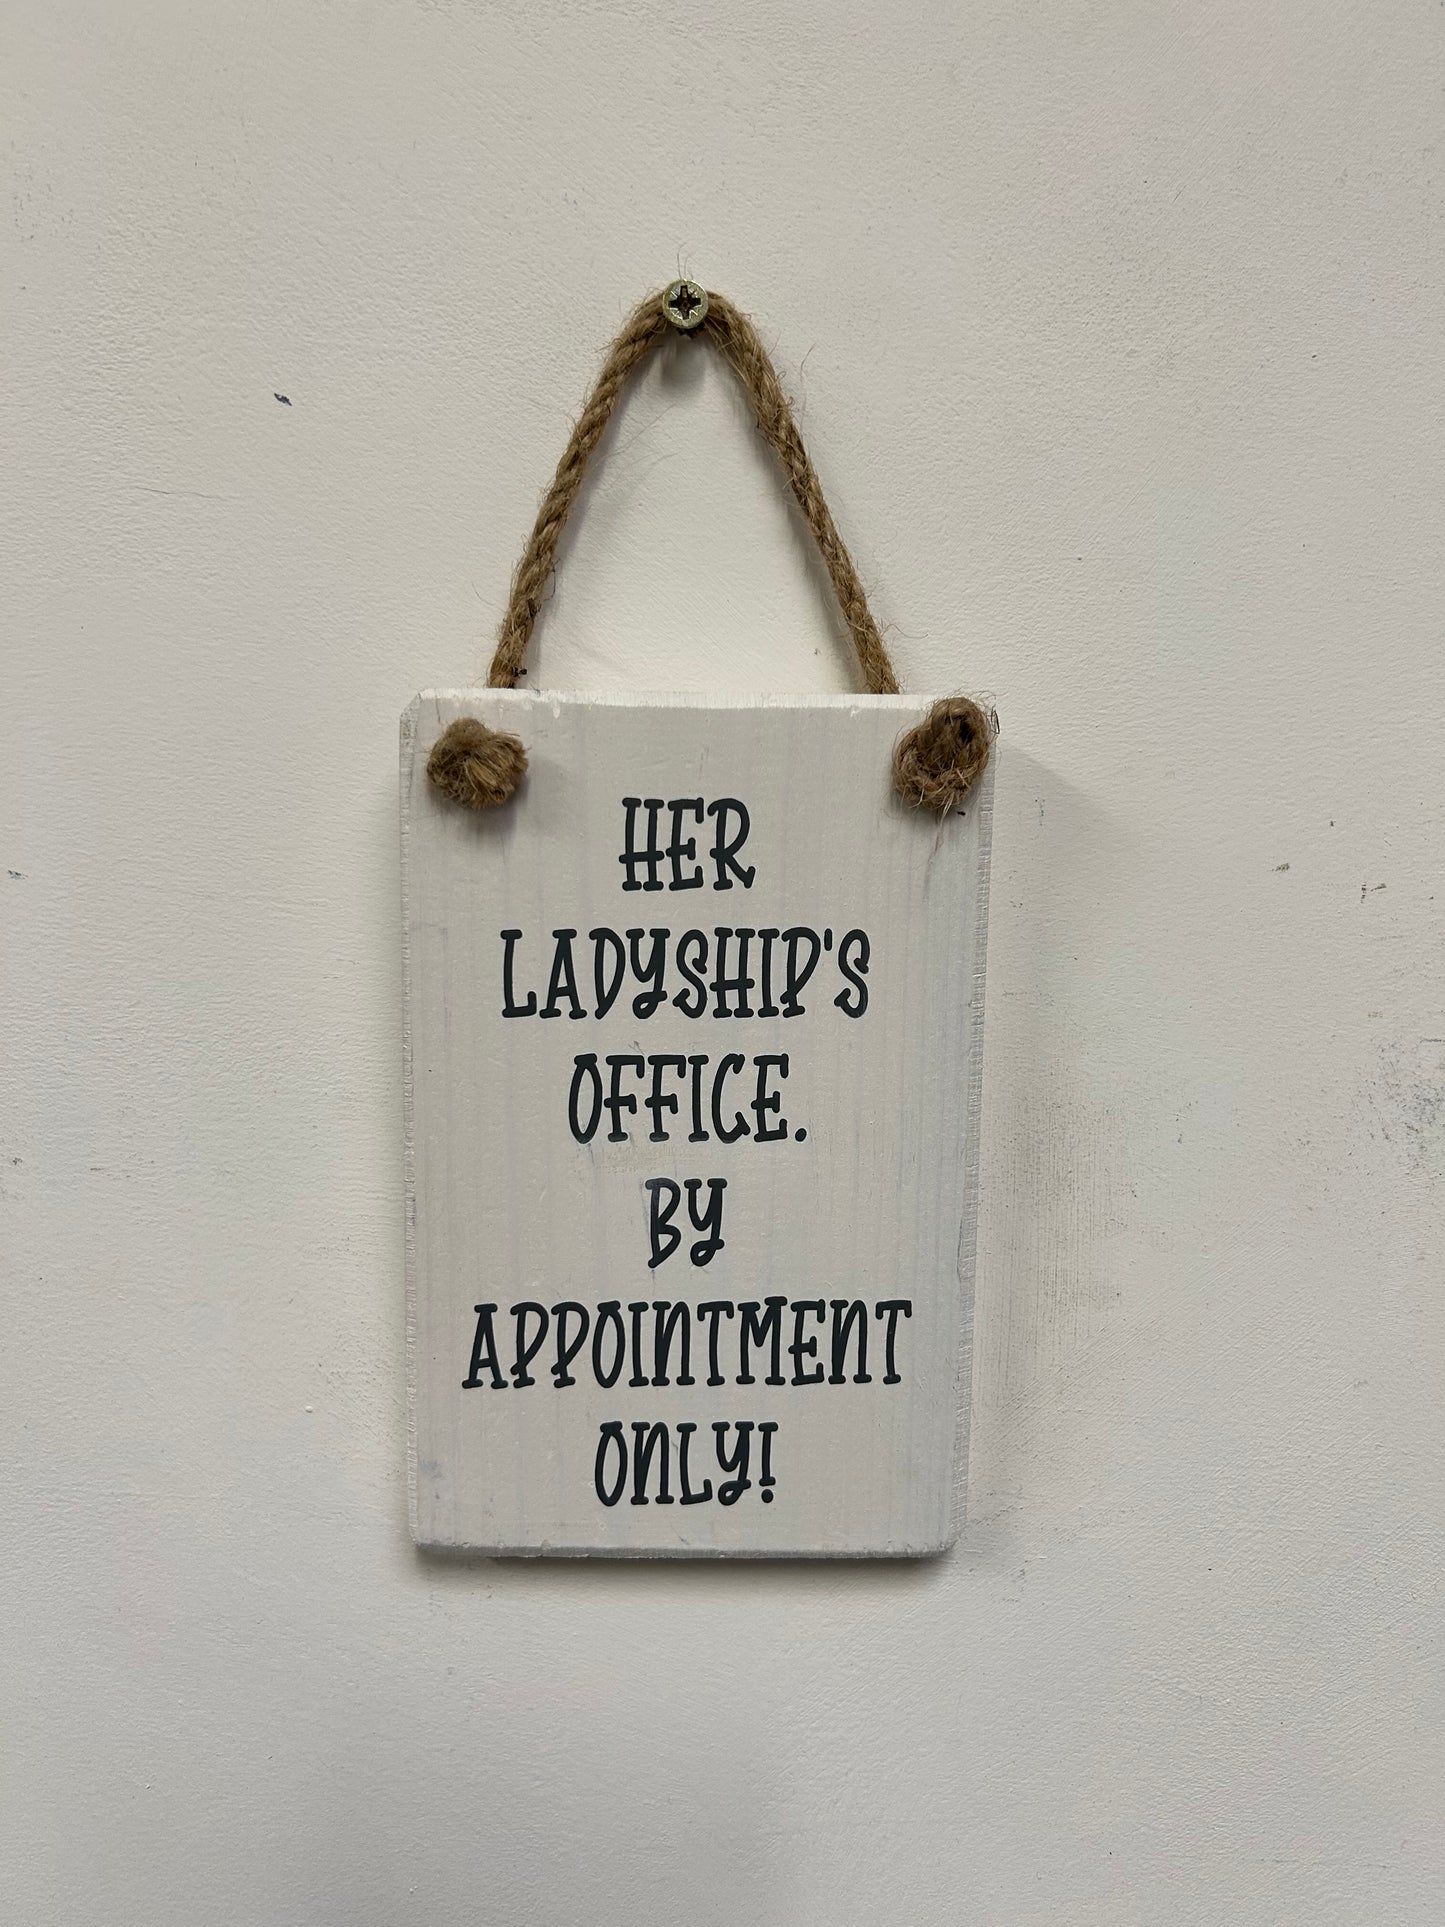 HER
LADYSHIP'S
OFFICE.
BY
APPOINTMENT
ONLY!